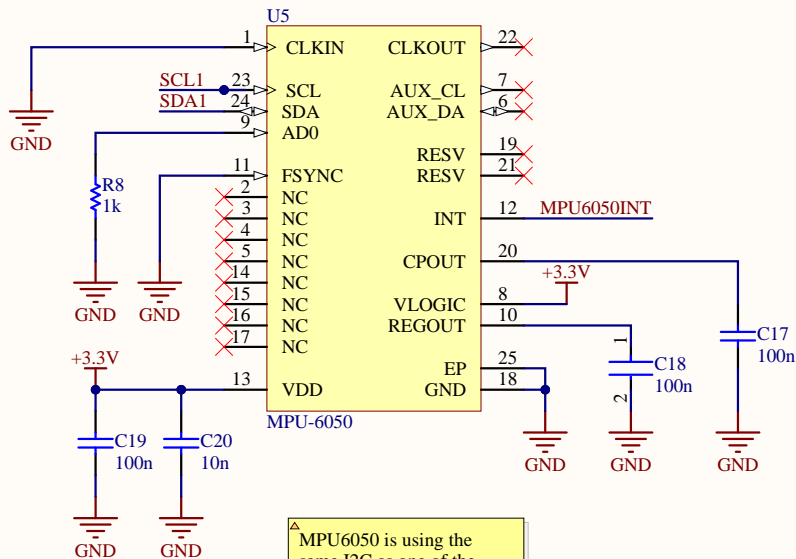 U5
1 CLKIN
CLKOUT 22
SCL1 23 SCL
AUX_CL 7
SDA1 24 SDA
AUX_DA 6
9 AD0
GND
RESV 19
11 FSYNC
RESV 21
R8
1k
2 NC
3 NC
INT 12 MPU6050INT
4 NC
5 NC
CPOUT 20
14 NC
+3.3V
15 NC
VLOGIC 8
16 NC
REGOUT 10
17 NC
GND
GND
C17
100n
1
C18
100n
2
+3.3V
EP 25
13 VDD
GND 18
MPU-6050
C19
100n
C20
10n
GND
GND
GND
GND
GND
MPU6050 is using the